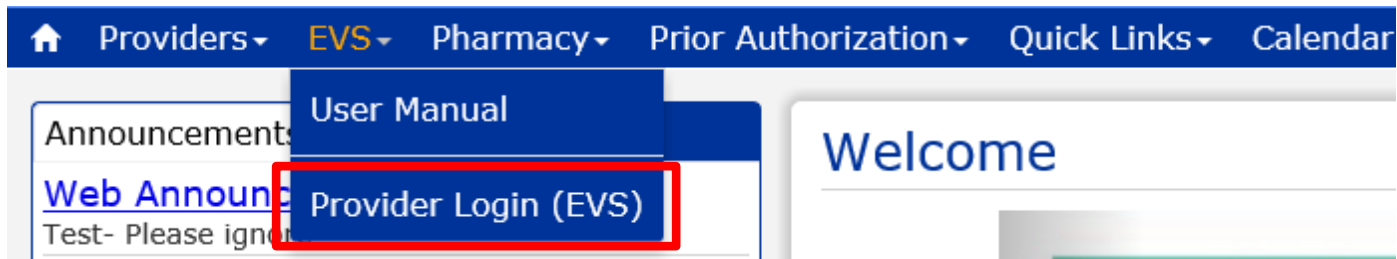 Providers EVS Pharmacy Prior Authorization Quick Links Calendar
User Manual
Provider Login (EVS)
Announcements
Web Announc
Test- Please ignor
Welcome